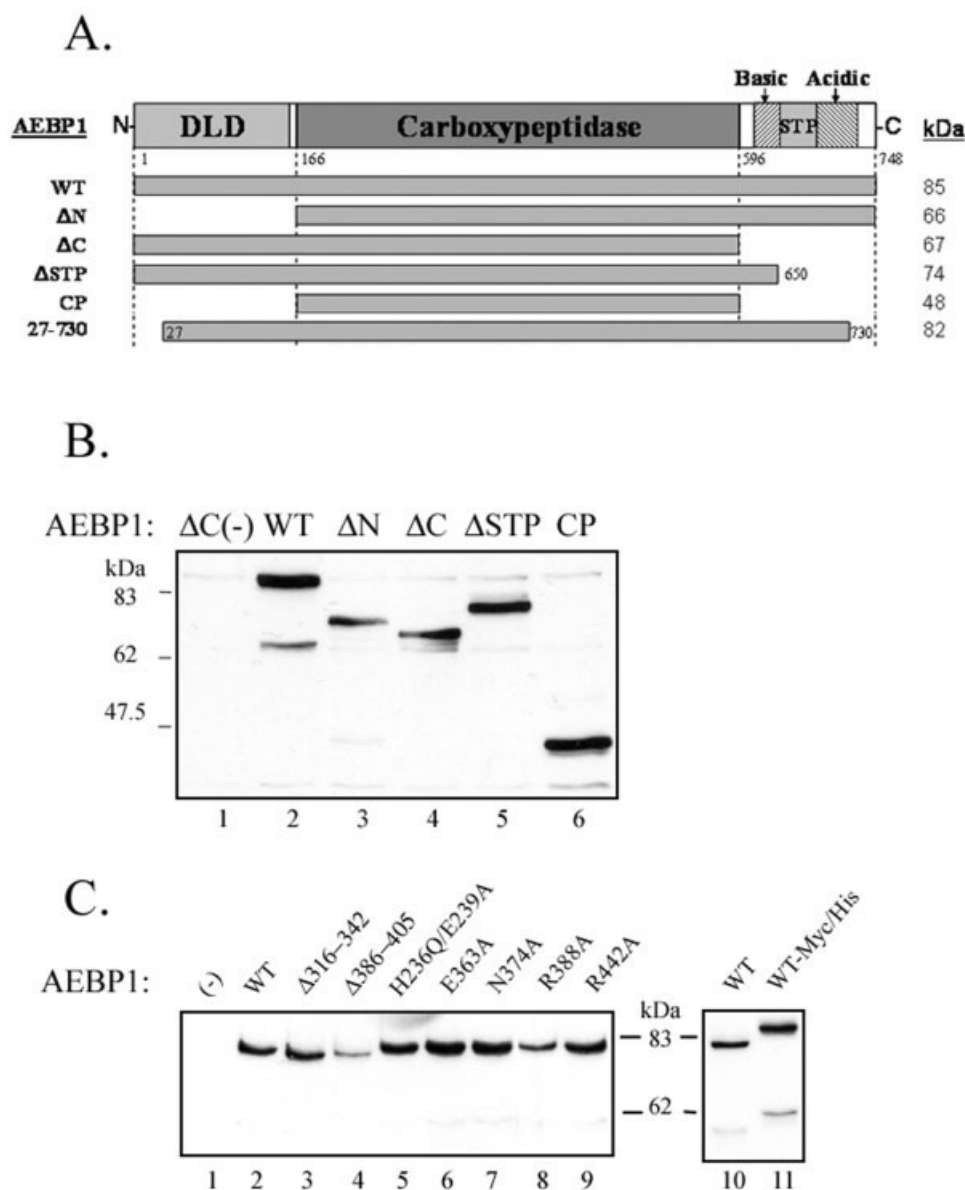 A.
Basic Acidic
AEBP1 N- DLD Carboxypeptidase STP -C kDa
1 166 596 748
WT 85
ΔN 66
ΔC 67
ΔSTP 650 74
CP 48
27-730 27 730 82
B.
AEBP1: ΔC(-) WT ΔN ΔC ΔSTP CP
kDa
83
62
47.5
1 2 3 4 5 6
C.
AEBP1: (-) WT Δ316–342 Δ386–405 H236Q/E239A E363A N374A R388A R442A WT WT-Myc/His
kDa
83
62
1 2 3 4 5 6 7 8 9 10 11